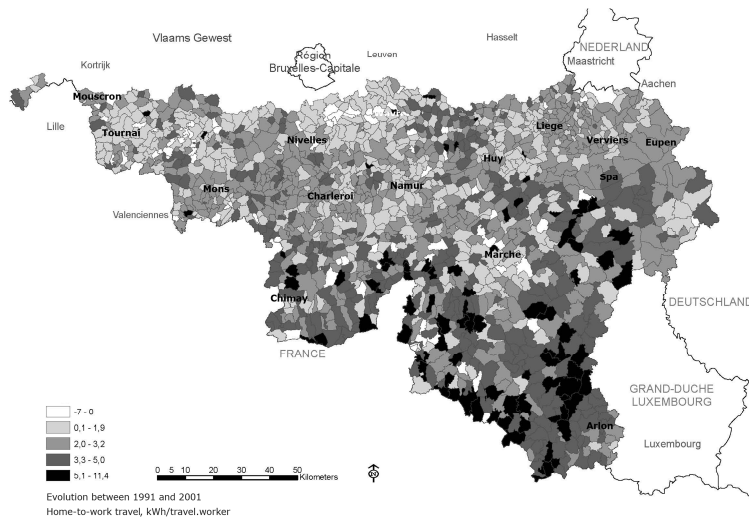 Vlaams Gewest
Hasselt
NEDERLAND
Région
Bruxelles-Capitale
Leuven
Maastricht
Kortrijk
Aachen
Mouscron
Lille
Tournai
Nivelles
Liege
Verviers
Eupen
Huy
Spa
Mons
Charleroi
Namur
Valenciennes
Marche
Chimay
DEUTSCHLAND
FRANCE
GRAND-DUCHE
LUXEMBOURG
Arlon
Luxembourg
-7 - 0
0,1 - 1,9
2,0 - 3,2
3,3 - 5,0
5,1 - 11,4
0 5 10 20 30 40 50
Kilometers
Evolution between 1991 and 2001
Home-to-work travel, kWh/travel.worker